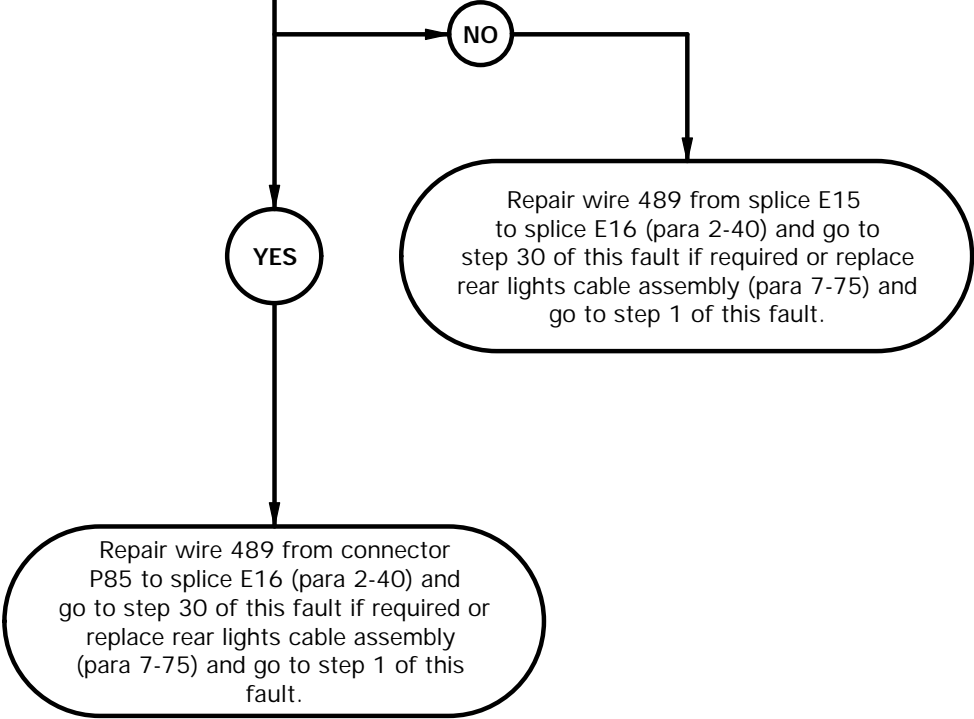 NO
Repair wire 489 from splice E15
to splice E16 (para 2-40) and go to
step 30 of this fault if required or replace
rear lights cable assembly (para 7-75) and
go to step 1 of this fault.
YES
Repair wire 489 from connector
P85 to splice E16 (para 2-40) and
go to step 30 of this fault if required or
replace rear lights cable assembly
(para 7-75) and go to step 1 of this
fault.